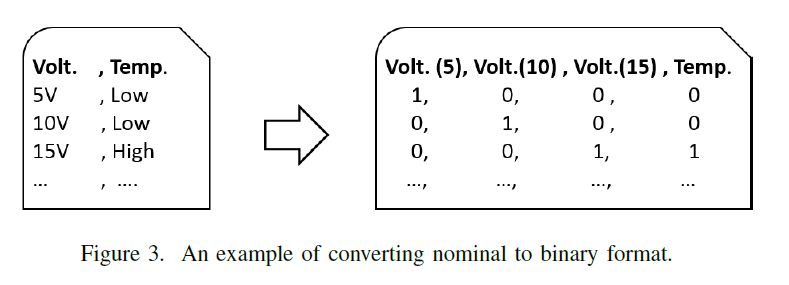 Volt. , Temp.
5V , Low
10V , Low
15V , High
... , ....
Volt. (5), Volt.(10) , Volt.(15) , Temp.
1, 0, 0 , 0
0, 1, 0 , 0
0, 0, 1, 1
..., ..., ..., ...
Figure 3. An example of converting nominal to binary format.